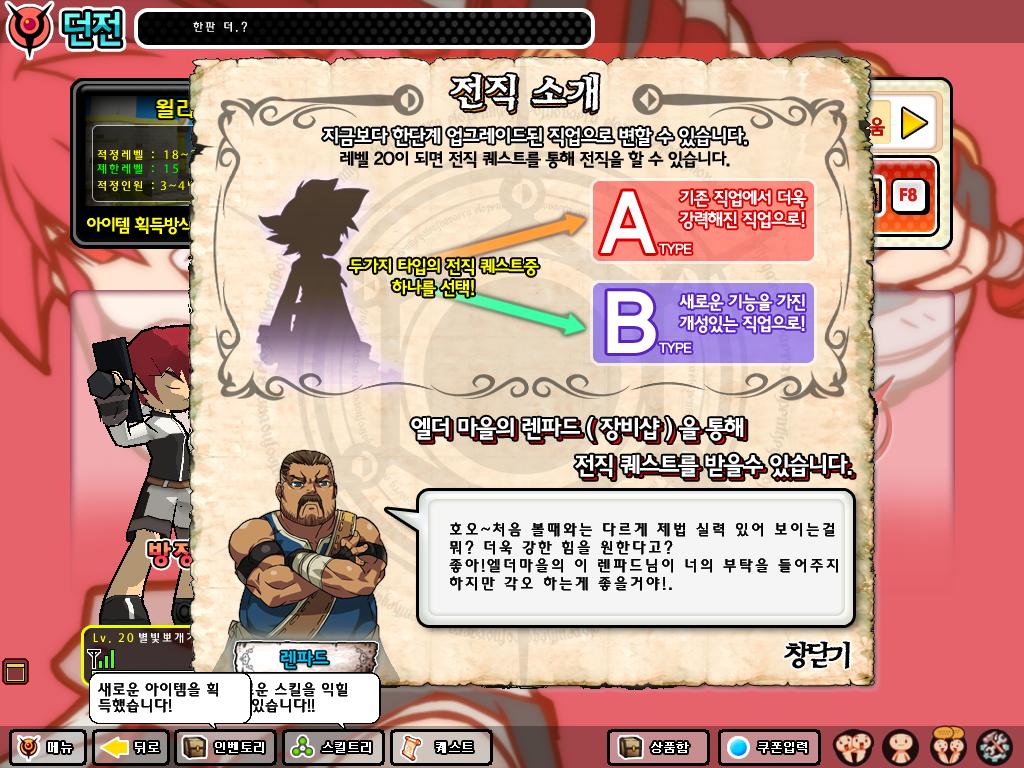 던전
한판 더.?
전직 소개
지금보다 한단계 업그레이드된 직업으로 변할 수 있습니다.
레벨 20이 되면 전직 퀘스트를 통해 전직을 할 수 있습니다.
윌리
적정레벨 : 18~
제한레벨 : 15
적정인원 : 3~4
아이템 획득방식
움
F8
A TYPE
기존 직업에서 더욱
강력해진 직업으로!
두가지 타입의 전직 퀘스트중
하나를 선택!
B TYPE
새로운 기능을 가진
개성있는 직업으로!
엘더 마을의 렌파드 ( 장비샵 ) 을 통해
전직 퀘스트를 받을수 있습니다.
호오~처음 볼때와는 다르게 제법 실력 있어 보이는걸
뭐? 더욱 강한 힘을 원한다고?
좋아!엘더마을의 이 렌파드님이 너의 부탁을 들어주지
하지만 각오 하는게 좋을거야!.
방장
Lv. 20 별빛뽀개기
렌파드
창닫기
새로운 아이템을 획
득했습니다!
운 스킬을 익힐
있습니다!!
메뉴
뒤로
인벤토리
스킬트리
퀘스트
상품함
쿠폰입력